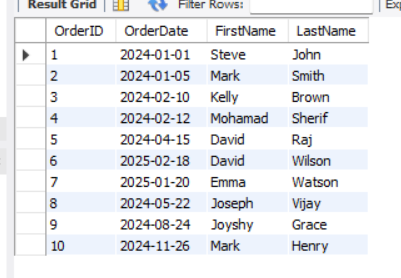 Result Grid Filter Rows:
OrderID OrderDate FirstName LastName
1 2024-01-01 Steve John
2 2024-01-05 Mark Smith
3 2024-02-10 Kelly Brown
4 2024-02-12 Mohamad Sherif
5 2024-04-15 David Raj
6 2025-02-18 David Wilson
7 2025-01-20 Emma Watson
8 2024-05-22 Joseph Vijay
9 2024-08-24 Joyshy Grace
10 2024-11-26 Mark Henry